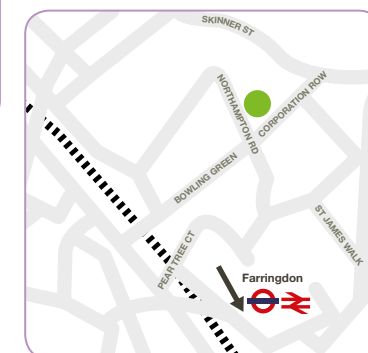 SKINNER ST
NORTHAMPTON RD
CORPORATION ROW
BOWLING GREEN
ST JAMES WALK
PEAR TREE CT
Farringdon